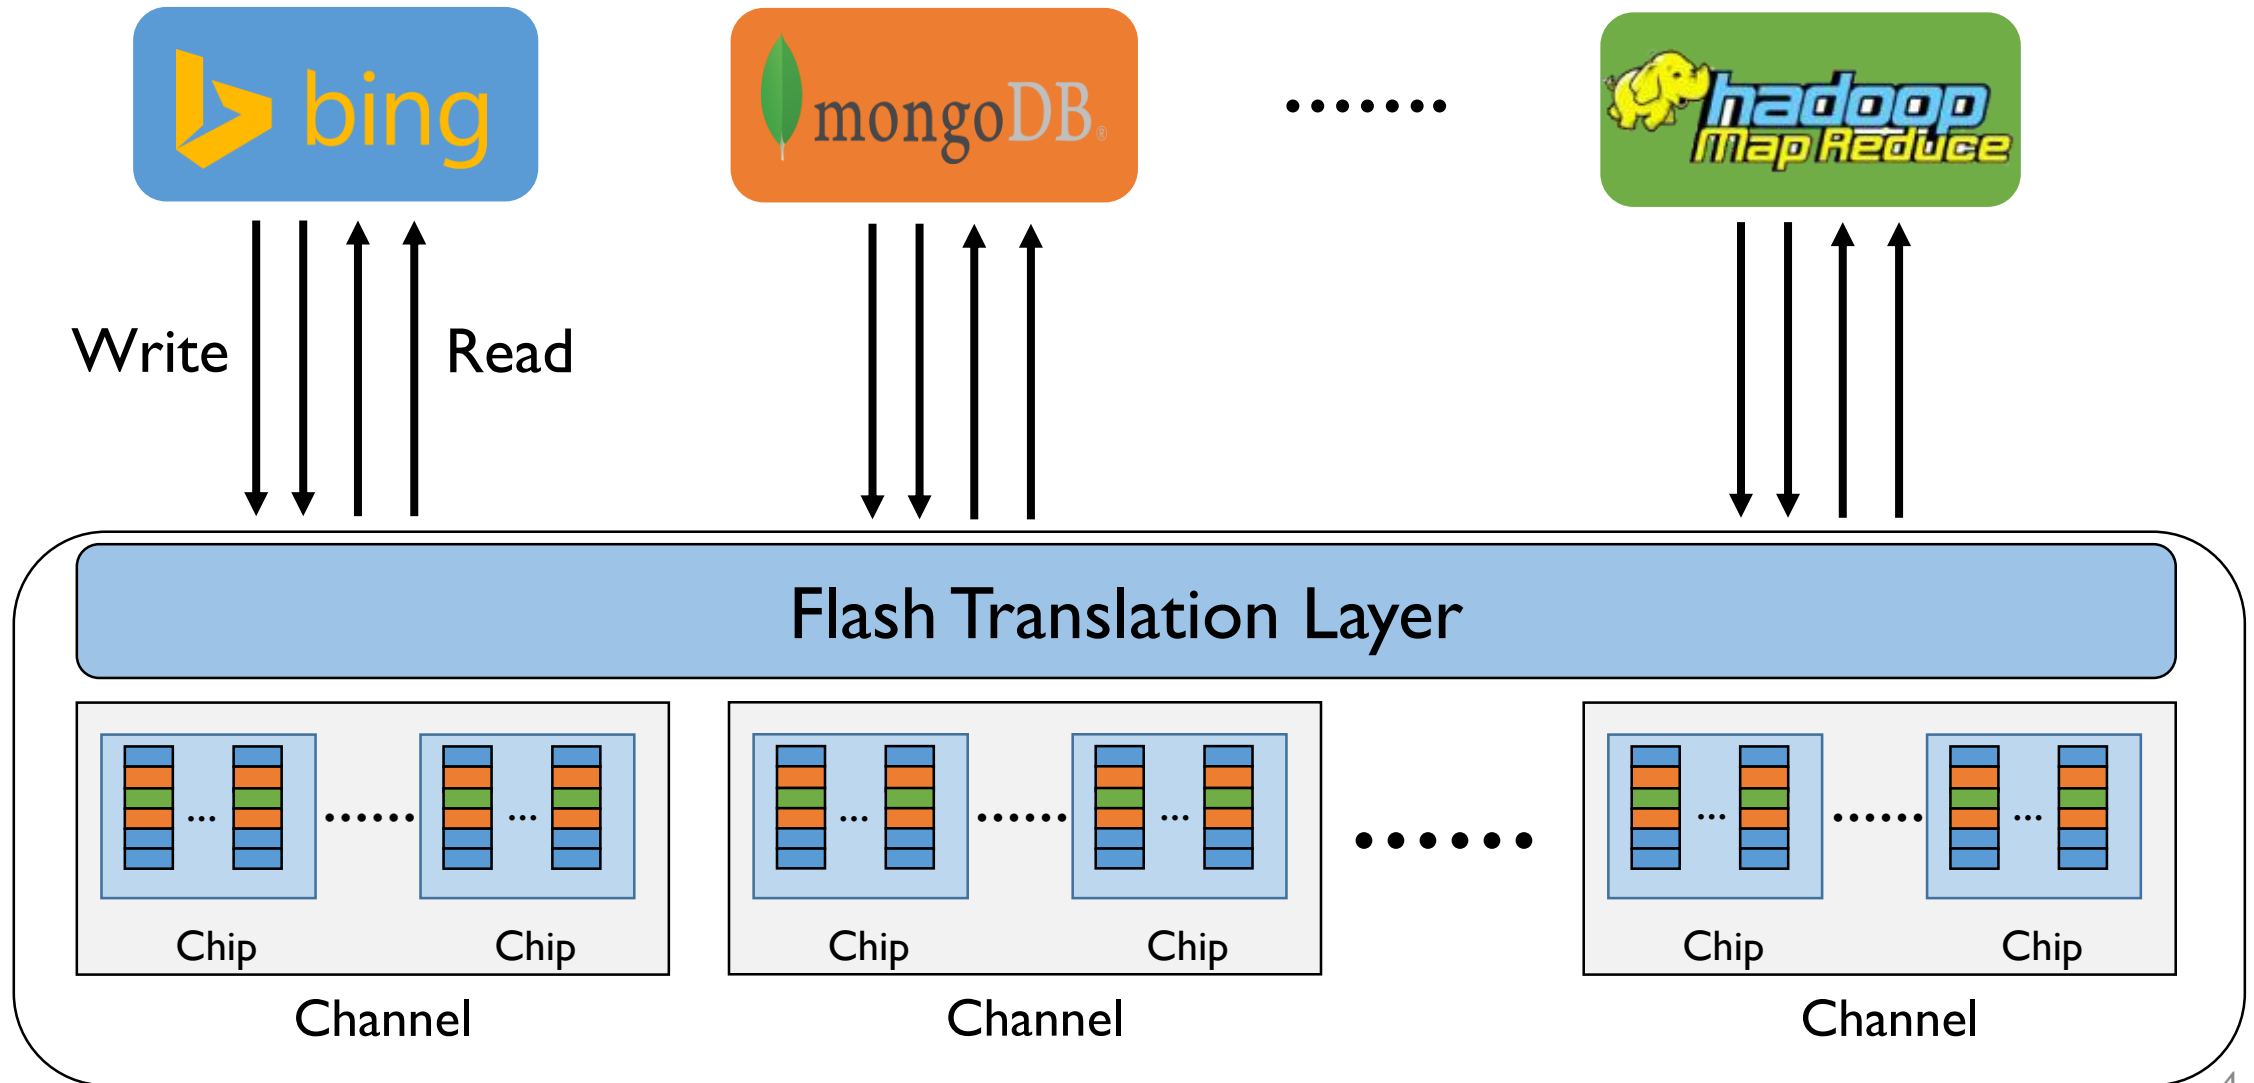 bing
mongoDB®
hadoop
Map Reduce
Write
Read
Flash Translation Layer
...
...
...
...
...
...
Chip
Chip
Chip
Chip
Chip
Chip
Channel
Channel
Channel
4